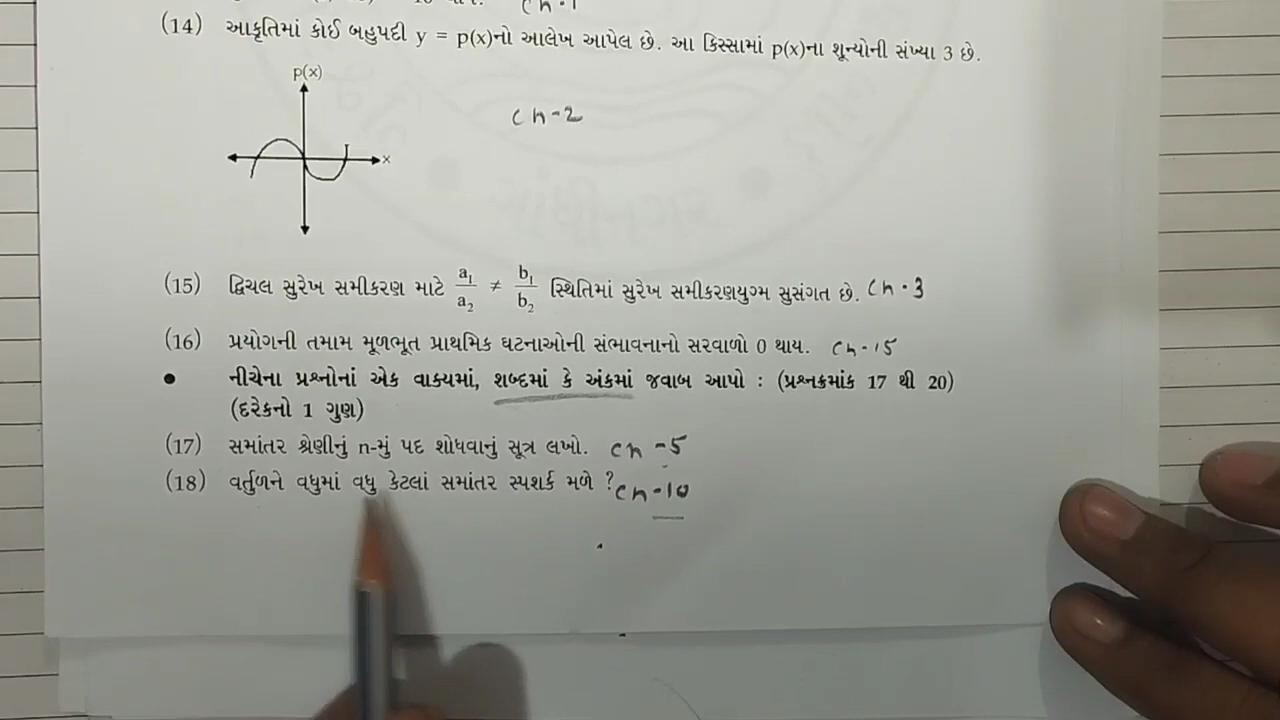 ch-1
(14) આકૃતિમાં કોઈ બહુપદી y = p(x)નો આલેખ આપેલ છે. આ કિસ્સામાં p(x)ના શૂન્યોની સંખ્યા 3 છે.
p(x)
ch-2
x
(15) દ્વિચલ સુરેખ સમીકરણ માટે a₁/a₂ ≠ b₁/b₂ સ્થિતિમાં સુરેખ સમીકરણયુગ્મ સુસંગત છે. Ch-3
(16) પ્રયોગની તમામ મૂળભૂત પ્રાથમિક ઘટનાઓની સંભાવનાનો સરવાળો 0 થાય. ch-15
● નીચેના પ્રશ્નોનાં એક વાક્યમાં, શબ્દમાં કે અંકમાં જવાબ આપો : (પ્રશ્નક્રમાંક 17 થી 20)
(દરેકનો 1 ગુણ)
(17) સમાંતર શ્રેણીનું n-મું પદ શોધવાનું સૂત્ર લખો. ch-5
(18) વર્તુળને વધુમાં વધુ કેટલાં સમાંતર સ્પશર્ક મળે ? ch-10